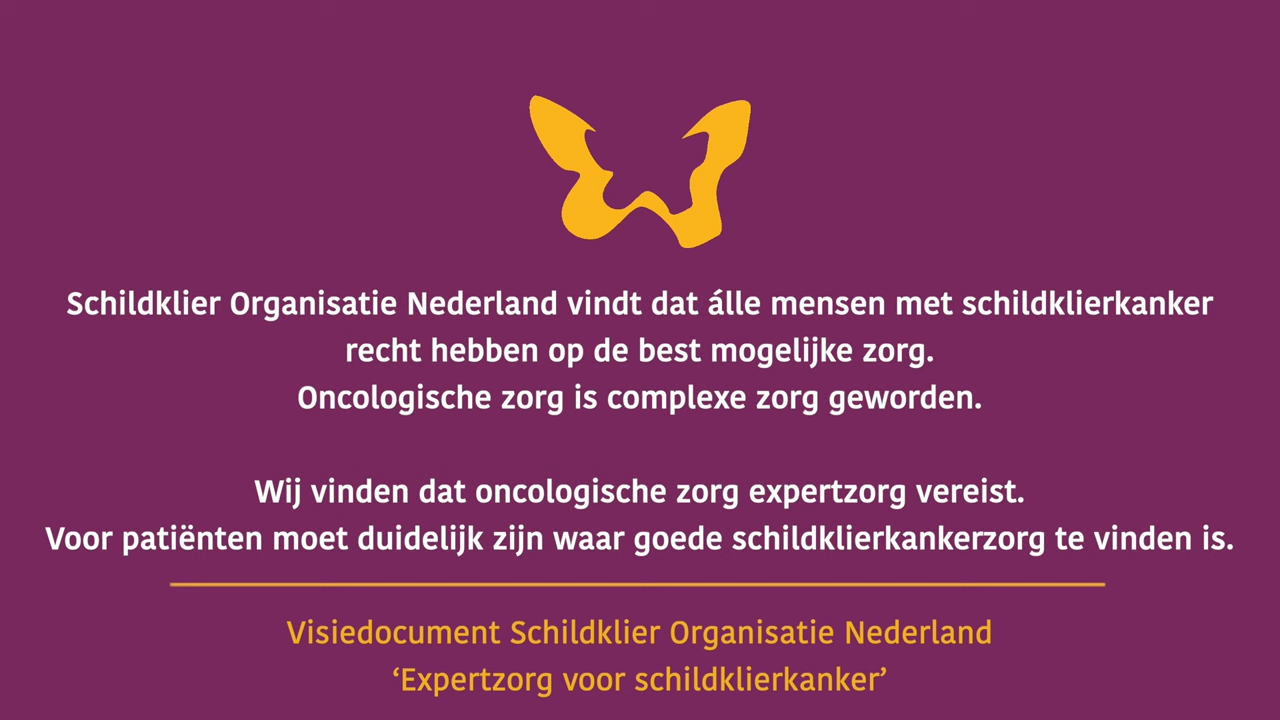 Schildklier Organisatie Nederland vindt dat álle mensen met schildklierkanker
recht hebben op de best mogelijke zorg.
Oncologische zorg is complexe zorg geworden.
Wij vinden dat oncologische zorg expertzorg vereist.
Voor patiënten moet duidelijk zijn waar goede schildklierkankerzorg te vinden is.
Visiedocument Schildklier Organisatie Nederland
‘Expertzorg voor schildklierkanker’